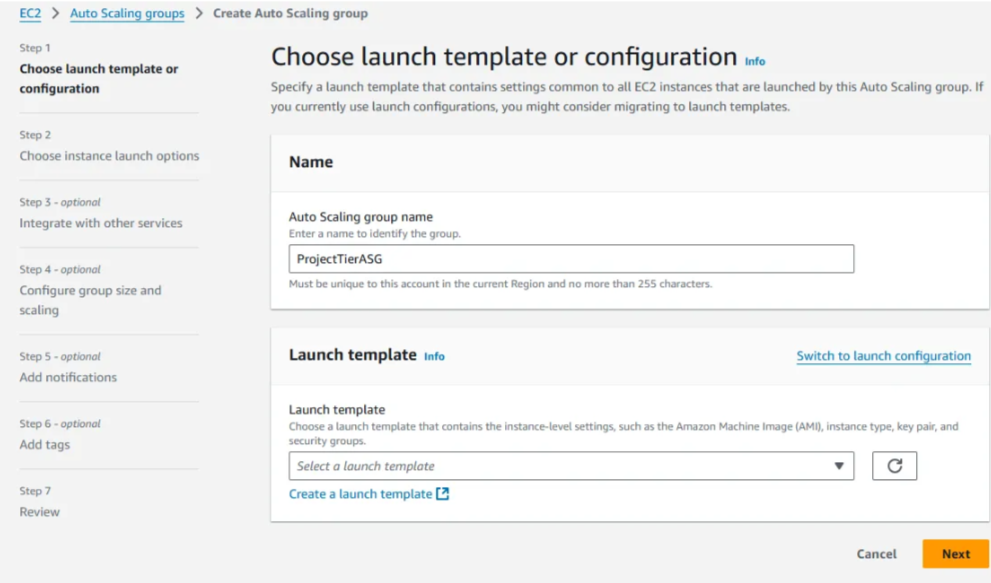 EC2 > Auto Scaling groups > Create Auto Scaling group
Step 1
Choose launch template or
configuration
Step 2
Choose instance launch options
Step 3 - optional
Integrate with other services
Step 4 - optional
Configure group size and
scaling
Step 5 - optional
Add notifications
Step 6 - optional
Add tags
Step 7
Review
Choose launch template or configuration Info
Specify a launch template that contains settings common to all EC2 instances that are launched by this Auto Scaling group. If
you currently use launch configurations, you might consider migrating to launch templates.
Name
Auto Scaling group name
Enter a name to identify the group.
ProjectTierASG
Must be unique to this account in the current Region and no more than 255 characters.
Launch template Info
Switch to launch configuration
Launch template
Choose a launch template that contains the instance-level settings, such as the Amazon Machine Image (AMI), instance type, key pair, and
security groups.
Select a launch template
Create a launch template
Cancel
Next